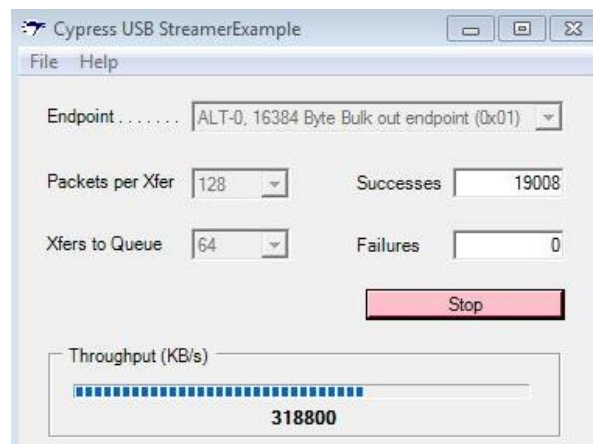 Cypress USB StreamerExample
File Help
Endpoint . . . . . . . ALT-0, 16384 Byte Bulk out endpoint (0x01)
Packets per Xfer 128 Successes 19008
Xfers to Queue 64 Failures 0
Stop
Throughput (KB/s)
318800